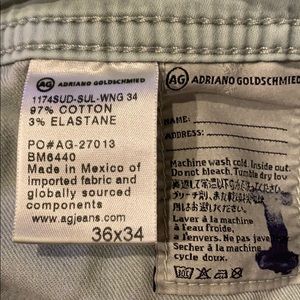 AG ADRIANO GOLDSCHMIED
1174SUD-SUL-WNG 34
97% COTTON
3% ELASTANE
PO#AG-27013
BM6440
Made in Mexico of
imported fabric and
globally sourced
components
www.agjeans.com
36x34
AG ADRIANO GOLDSCHMIED
NAME:
ADDRESS:
Machine wash cold. Inside out.
Do not bleach. Tumble dry low.
Laver à la machine
à l'eau froide,
à l'envers. Ne pas javel
Secher à la machine
cycle doux.